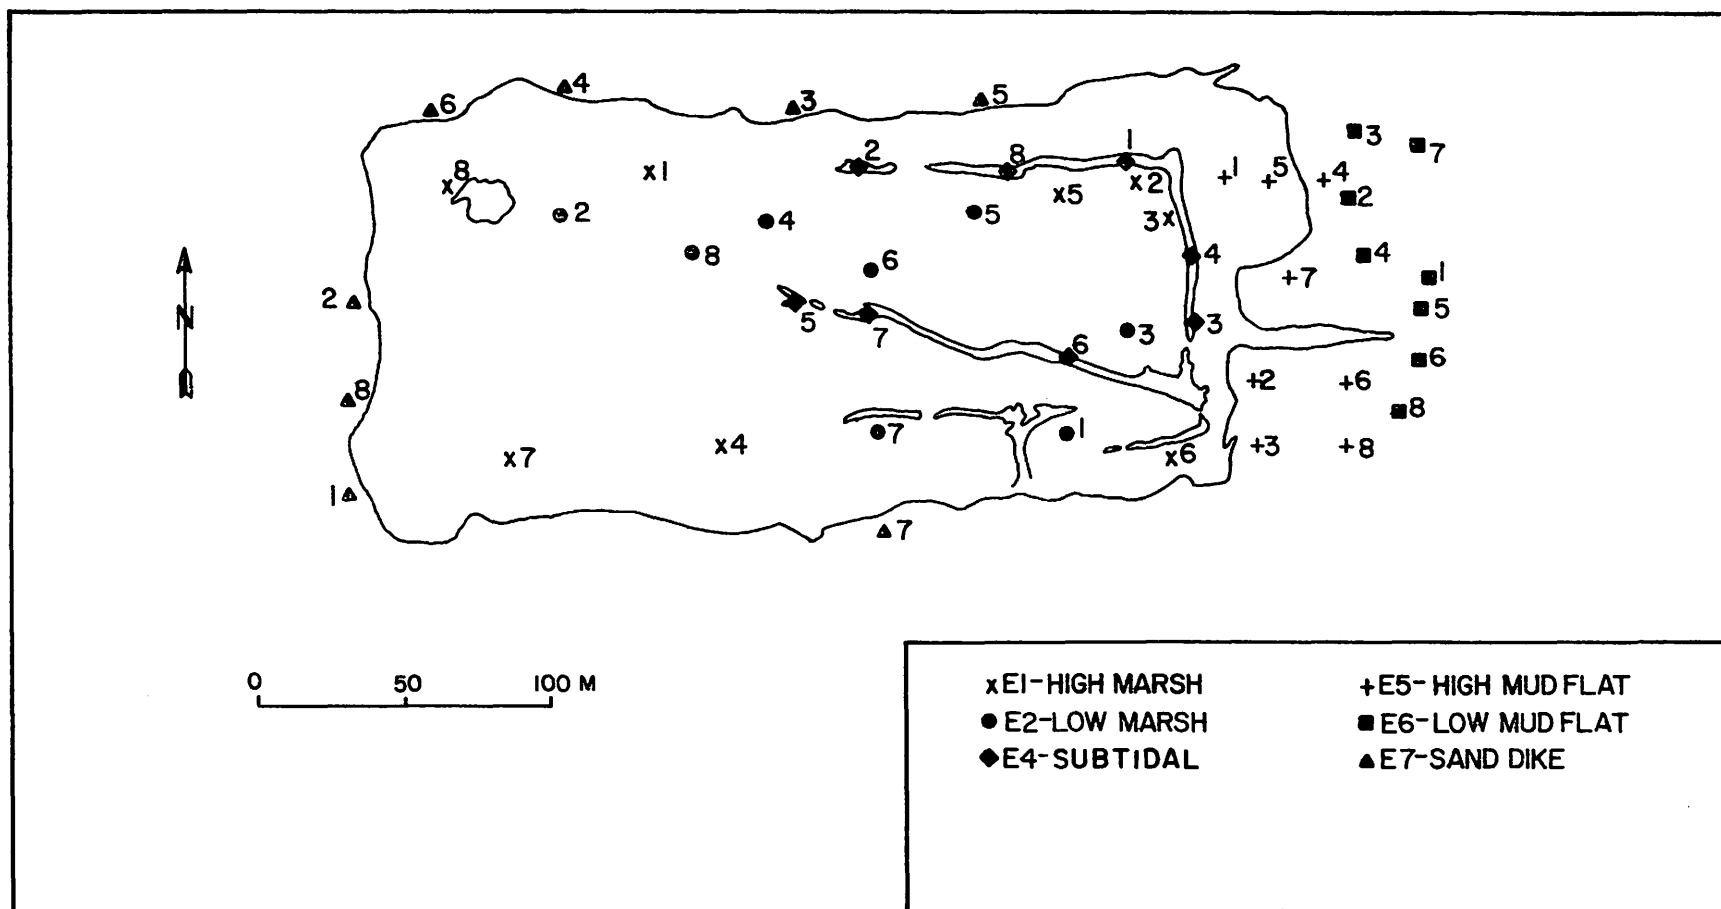 4
6
3
5
1
3
7
8
x1
2
8
x5
x2
+1
+5
+4
2
2
4
5
3x
8
6
4
4
1
2
N
5
7
3
3
+7
5
6
6
8
+2
+6
8
7
1
x7
x4
x6
+3
+8
1
7
0 50 100 M
x E1-HIGH MARSH
● E2-LOW MARSH
◆ E4-SUBTIDAL
+ E5-HIGH MUD FLAT
■ E6-LOW MUD FLAT
▲ E7-SAND DIKE